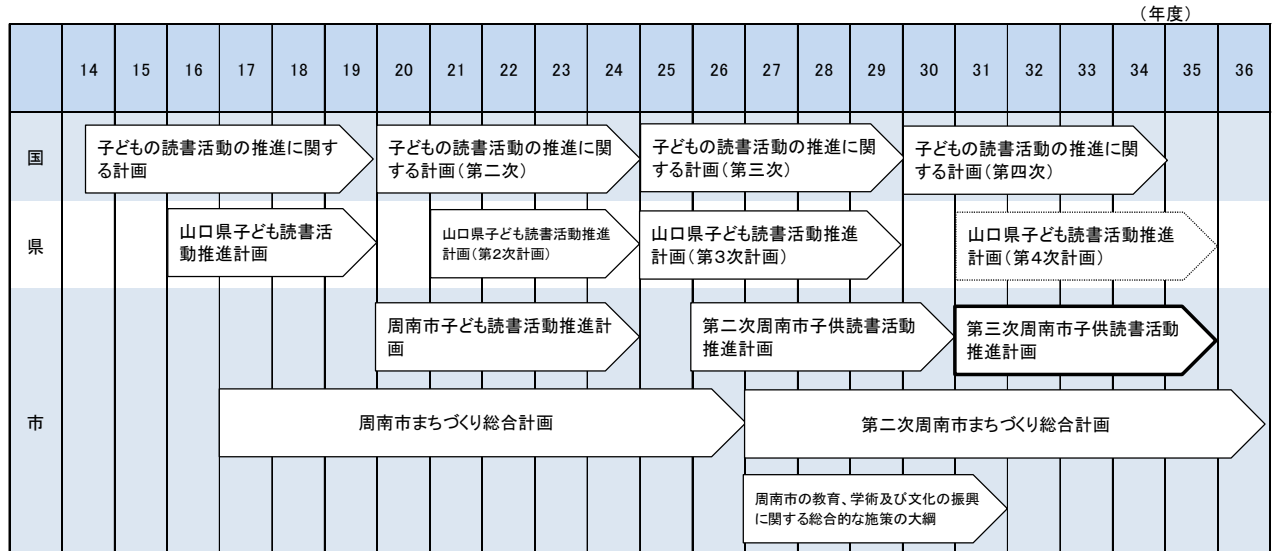 （年度）
14 15 16 17 18 19 20 21 22 23 24 25 26 27 28 29 30 31 32 33 34 35 36
国
子どもの読書活動の推進に関す
る計画
子どもの読書活動の推進に関
する計画（第二次）
子どもの読書活動の推進に関
する計画（第三次）
子どもの読書活動の推進に関
する計画（第四次）
県
山口県子ども読書活
動推進計画
山口県子ども読書活動推進
計画（第２次計画）
山口県子ども読書活動推進
計画（第３次計画）
山口県子ども読書活動推進
計画（第４次計画）
市
周南市子ども読書活動推進計
画
第二次周南市子供読書活動
推進計画
第三次周南市子供読書活動
推進計画
周南市まちづくり総合計画
第二次周南市まちづくり総合計画
周南市の教育、学術及び文化の振興
に関する総合的な施策の大綱